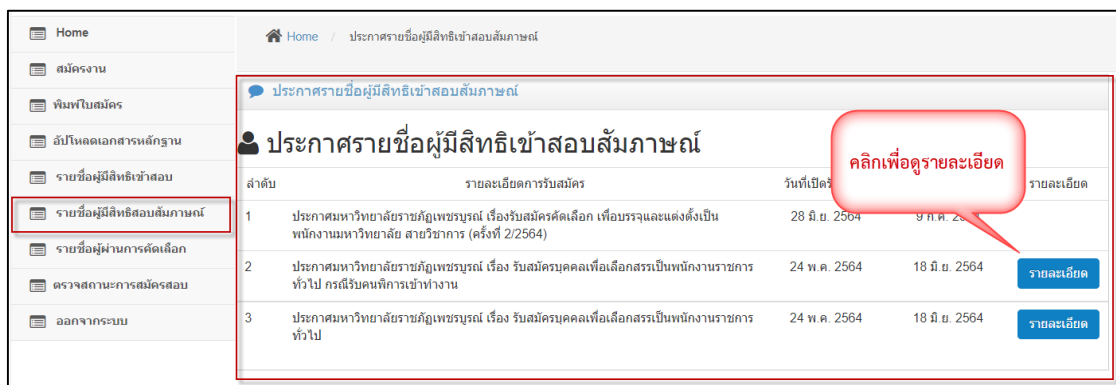 Home
สมัครงาน
พิมพ์ใบสมัคร
อัปโหลดเอกสารหลักฐาน
รายชื่อผู้มีสิทธิเข้าสอบ
รายชื่อผู้มีสิทธิสอบสัมภาษณ์
รายชื่อผู้ผ่านการคัดเลือก
ตรวจสถานะการสมัครสอบ
ออกจากระบบ
Home / ประกาศรายชื่อผู้มีสิทธิเข้าสอบสัมภาษณ์
ประกาศรายชื่อผู้มีสิทธิเข้าสอบสัมภาษณ์
ประกาศรายชื่อผู้มีสิทธิเข้าสอบสัมภาษณ์
คลิกเพื่อดูรายละเอียด
ลำดับ รายละเอียดการรับสมัคร รายละเอียด
1 ประกาศมหาวิทยาลัยราชภัฏเพชรบูรณ์ เรื่องรับสมัครคัดเลือก เพื่อบรรจุและแต่งตั้งเป็น 28 มิ.ย. 2564
พนักงานมหาวิทยาลัย สายวิชาการ (ครั้งที่ 2/2564)
2 ประกาศมหาวิทยาลัยราชภัฏเพชรบูรณ์ เรื่อง รับสมัครบุคคลเพื่อเลือกสรรเป็นพนักงานราชการ 24 พ.ค. 2564 18 มิ.ย. 2564 รายละเอียด
ทั่วไป กรณีรับคนพิการเข้าทำงาน
3 ประกาศมหาวิทยาลัยราชภัฏเพชรบูรณ์ เรื่อง รับสมัครบุคคลเพื่อเลือกสรรเป็นพนักงานราชการ 24 พ.ค. 2564 18 มิ.ย. 2564 รายละเอียด
ทั่วไป